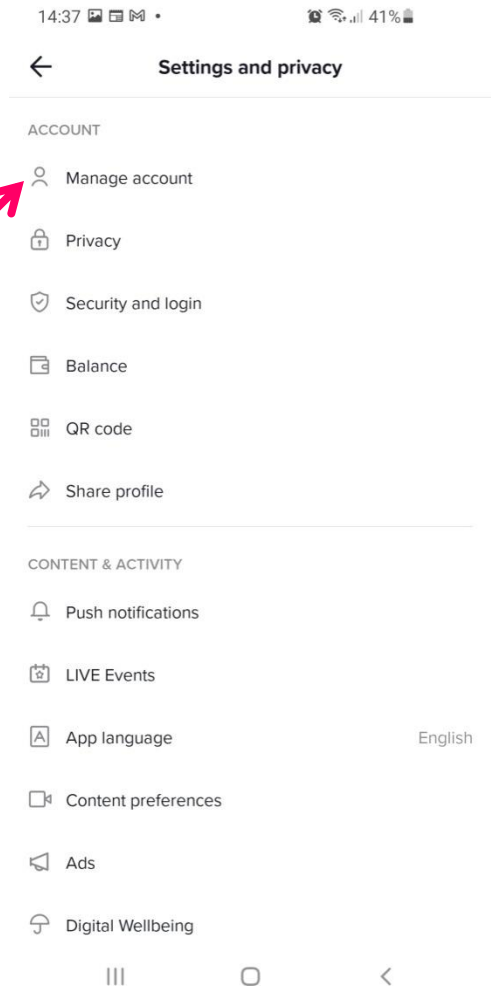 14:37
41%
Settings and privacy
ACCOUNT
Manage account
Privacy
Security and login
Balance
QR code
Share profile
CONTENT & ACTIVITY
Push notifications
LIVE Events
App language English
Content preferences
Ads
Digital Wellbeing